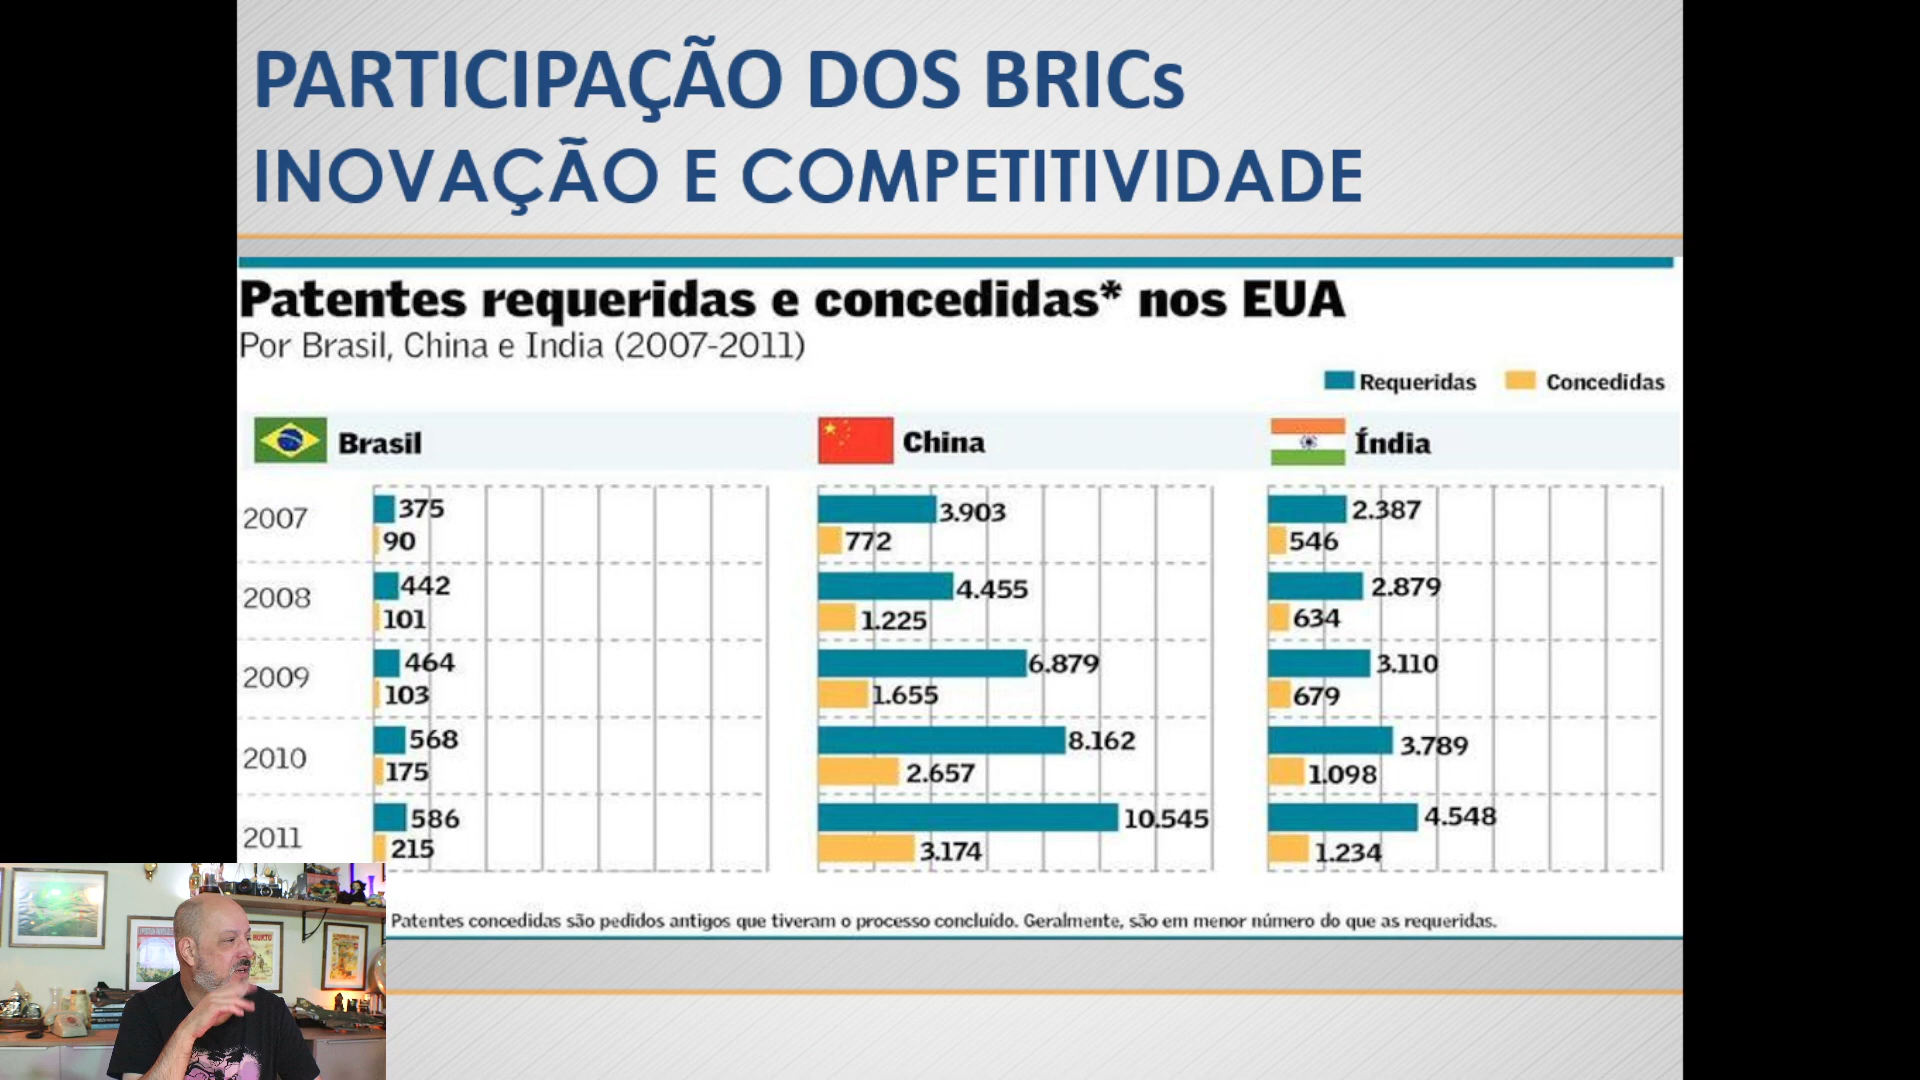 PARTICIPAÇÃO DOS BRICs
INOVAÇÃO E COMPETITIVIDADE
Patentes requeridas e concedidas* nos EUA
Por Brasil, China e India (2007-2011)
Requeridas Concedidas
Brasil China Índia
2007 375 3.903 2.387
90 772 546
2008 442 4.455 2.879
101 1.225 634
2009 464 6.879 3.110
103 1.655 679
2010 568 8.162 3.789
175 2.657 1.098
2011 586 10.545 4.548
215 3.174 1.234
Patentes concedidas são pedidos antigos que tiveram o processo concluído. Geralmente, são em menor número do que as requeridas.